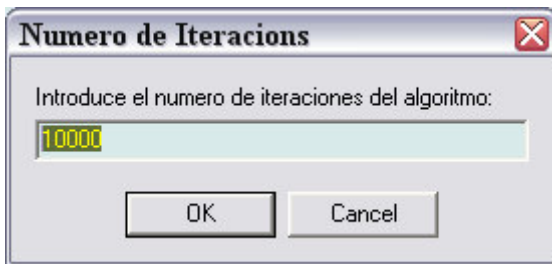 Numero de Iteracions
Introduce el numero de iteraciones del algoritmo:
10000
OK
Cancel